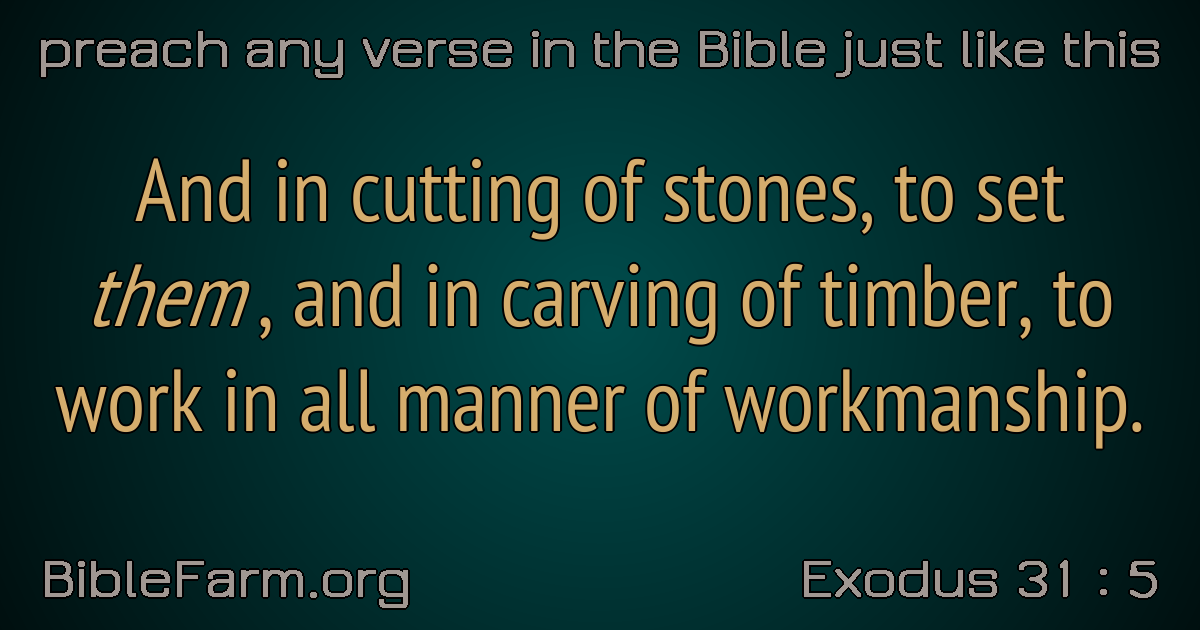 preach any verse in the Bible just like this
And in cutting of stones, to set
them, and in carving of timber, to
work in all manner of workmanship.
BibleFarm.org
Exodus 31 : 5